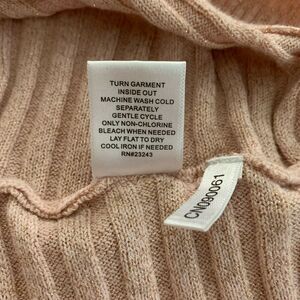 TURN GARMENT
INSIDE OUT
MACHINE WASH COLD
SEPARATELY
GENTLE CYCLE
ONLY NON-CHLORINE
BLEACH WHEN NEEDED
LAY FLAT TO DRY
COOL IRON IF NEEDED
RN#23243
CN090061